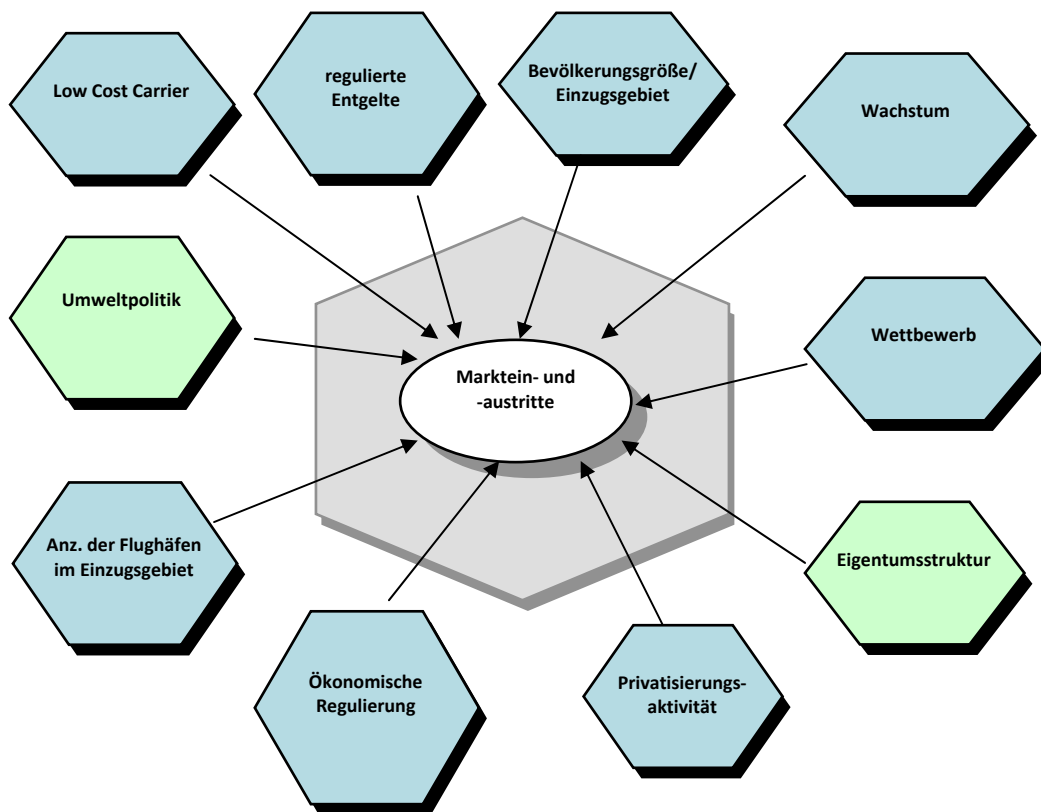 Low Cost Carrier
regulierte
Entgelte
Bevölkerungsgröße/
Einzugsgebiet
Wachstum
Umweltpolitik
Wettbewerb
Marktein- und
-austritte
Anz. der Flughäfen
im Einzugsgebiet
Eigentumsstruktur
Ökonomische
Regulierung
Privatisierungs-
aktivität